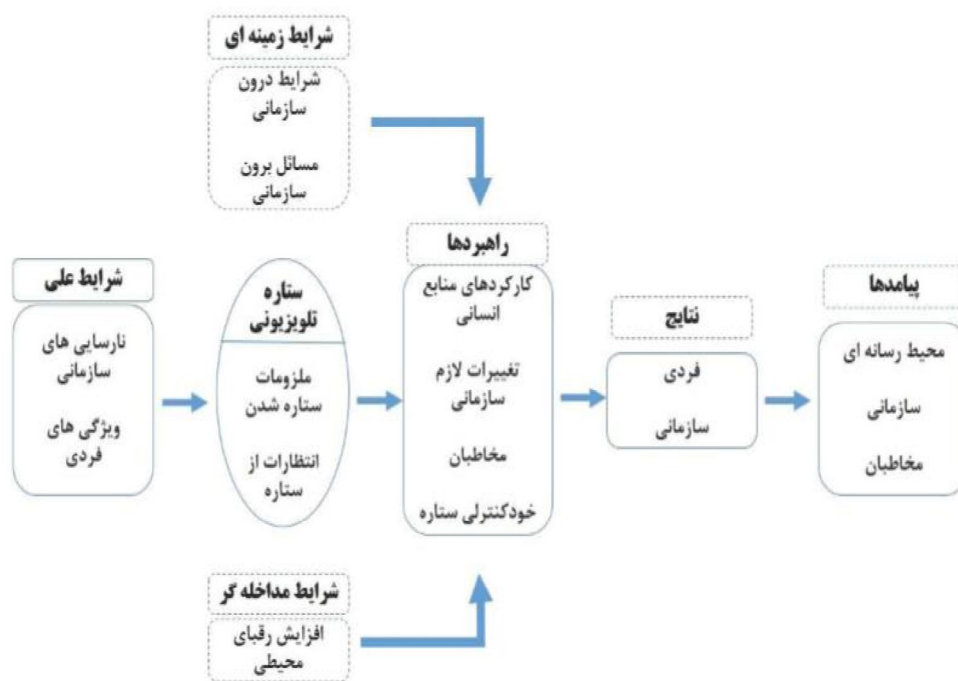 شرایط زمینه ای
شرایط درون
سازمانی
مسائل برون
سازمانی
شرایط علی
نارسایی های
سازمانی
ویژگی های
فردی
ستاره
تلویزیونی
ملزومات
ستاره شدن
انتظارات از
ستاره
راهبردها
کارکردهای منابع
انسانی
تغییرات لازم
سازمانی
مخاطبان
خودکنترلی ستاره
نتایج
فردی
سازمانی
پیامدها
محیط رسانه ای
سازمانی
مخاطبان
شرایط مداخله گر
افزایش رقبای
محیطی